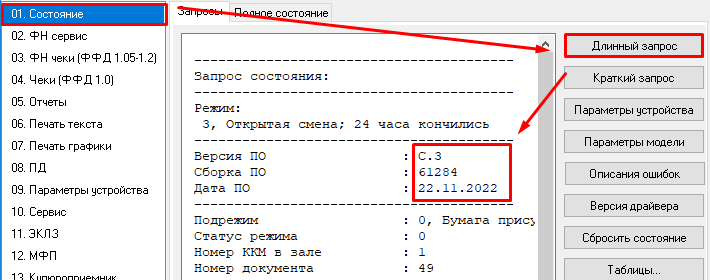 01. Состояние
02. ФН сервис
03. ФН чеки (ФФД 1.05-1.2)
04. Чеки (ФФД 1.0)
05. Отчеты
06. Печать текста
07. Печать графики
08. ПД
09. Параметры устройства
10. Сервис
11. ЭКЛЗ
12. МФП
13. Купюроприемник
Запросы Полное состояние
Запрос состояния:
Режим:
3, Открытая смена; 24 часа кончились
Версия ПО : C.3
Сборка ПО : 61284
Дата ПО : 22.11.2022
Подрежим : 0, Бумага прису
Статус режима : 0
Номер ККМ в зале : 1
Номер документа : 49
Длинный запрос
Краткий запрос
Параметры устройства
Параметры модели
Описания ошибок
Версия драйвера
Сбросить состояние
Таблицы...